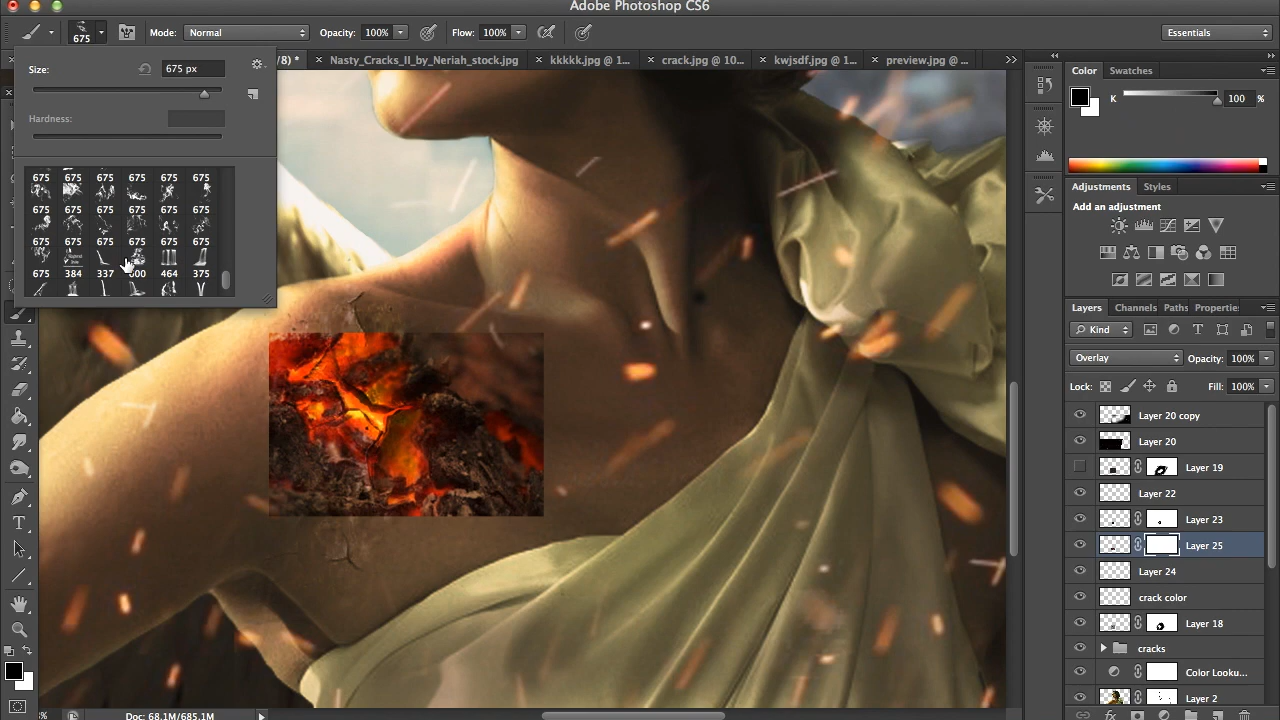 Adobe Photoshop CS6
675
Mode: Normal Opacity: 100% Flow: 100% Essentials
/8) * Nasty_Cracks_II_by_Neriah_stock.jpg kkkkk.jpg @ 1... crack.jpg @ 10... kwjsdf.jpg @ 1... preview.jpg @ ...
Size: 675 px
Hardness:
675 675 675 675 675 675
675 675 675 675 675 675
675 675 675 675 675 675
675 384 337 600 464 375
Color Swatches
K 100 %
Adjustments Styles
Add an adjustment
Layers Channels Paths Properties
Kind
Overlay Opacity: 100%
Lock: Fill: 100%
Layer 20 copy
Layer 20
Layer 19
Layer 22
Layer 23
Layer 25
Layer 24
crack color
Layer 18
cracks
Color Looku...
Layer 2
% Doc: 68.1M/685.1M